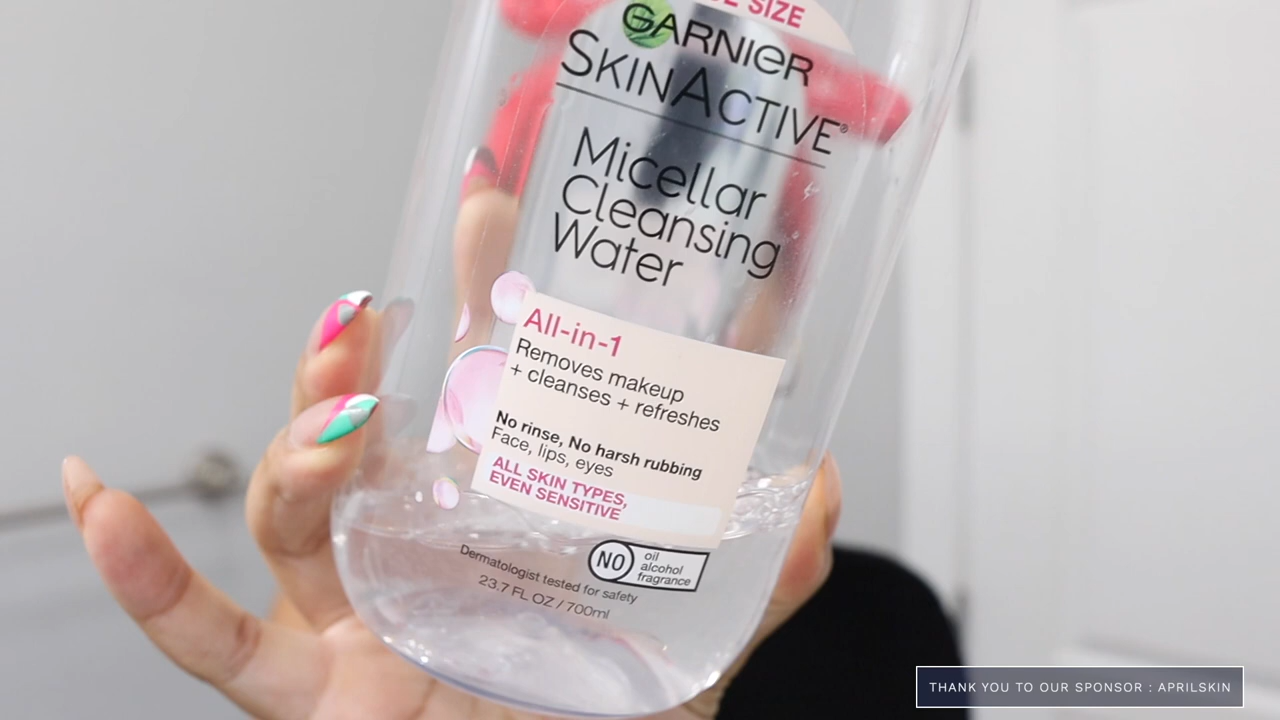 SIZE
GARNIER
SKINACTIVE®
Micellar
Cleansing
Water
All-in-1
Removes makeup
+ cleanses + refreshes
No rinse, No harsh rubbing
Face, lips, eyes
ALL SKIN TYPES,
EVEN SENSITIVE
NO
oil
alcohol
fragrance
Dermatologist tested for safety
23.7 FL OZ / 700ml
THANK YOU TO OUR SPONSOR : APRILSKIN